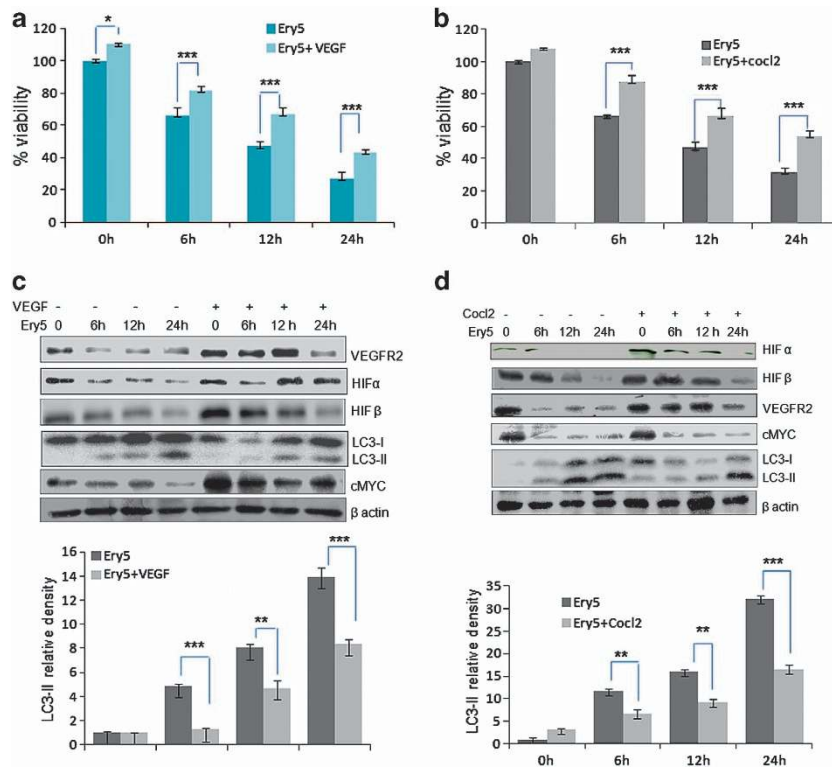 a
Ery5
Ery5+ VEGF
% viability
120
100
80
60
40
20
0
*
***
***
***
0h 6h 12h 24h
b
Ery5
Ery5+cocl2
% viability
120
100
80
60
40
20
0
***
***
***
0h 6h 12h 24h
c
VEGF - - - - + + + +
Ery5 0 6h 12h 24h 0 6h 12 h 24h
VEGFR2
HIFα
HIF β
LC3-I
LC3-II
cMYC
β actin
Ery5
Ery5+VEGF
LC3-II relative density
16
14
12
10
8
6
4
2
0
***
**
***
d
Cocl2 - - - - + + + +
Ery5 0 6h 12h 24h 0 6h 12 h 24h
HIF α
HIF β
VEGFR2
cMYC
LC3-I
LC3-II
β actin
Ery5
Ery5+Cocl2
LC3-II relative density
35
30
25
20
15
10
5
0
**
**
***
0h 6h 12h 24h